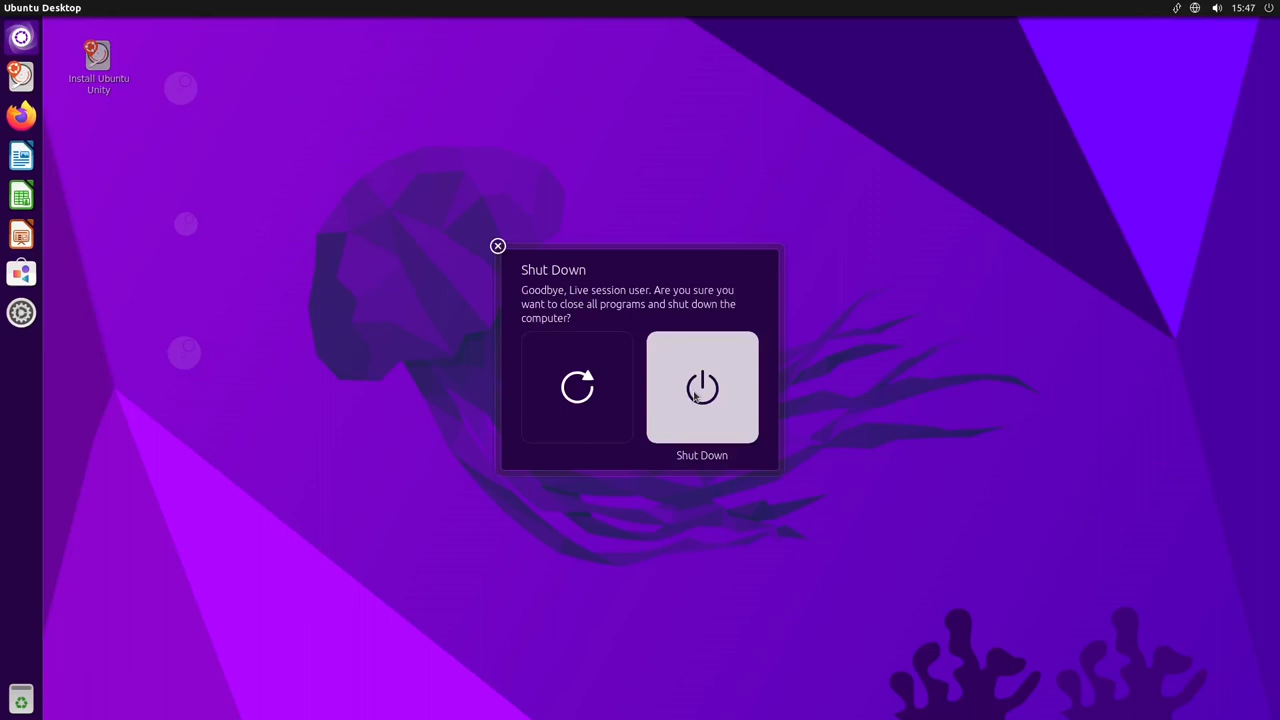 Ubuntu Desktop
15:47
Install Ubuntu
Unity
Shut Down
Goodbye, Live session user. Are you sure you
want to close all programs and shut down the
computer?
Shut Down